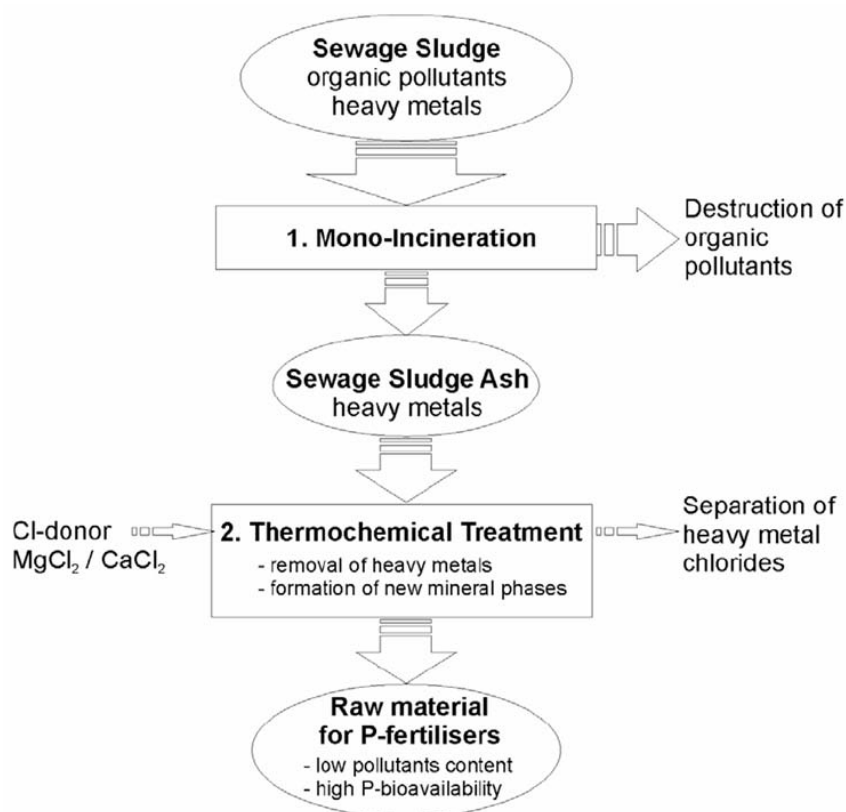 Sewage Sludge
organic pollutants
heavy metals
1. Mono-Incineration
Destruction of
organic
pollutants
Sewage Sludge Ash
heavy metals
Cl-donor
MgCl₂ / CaCl₂
2. Thermochemical Treatment
- removal of heavy metals
- formation of new mineral phases
Separation of
heavy metal
chlorides
Raw material
for P-fertilisers
- low pollutants content
- high P-bioavailability